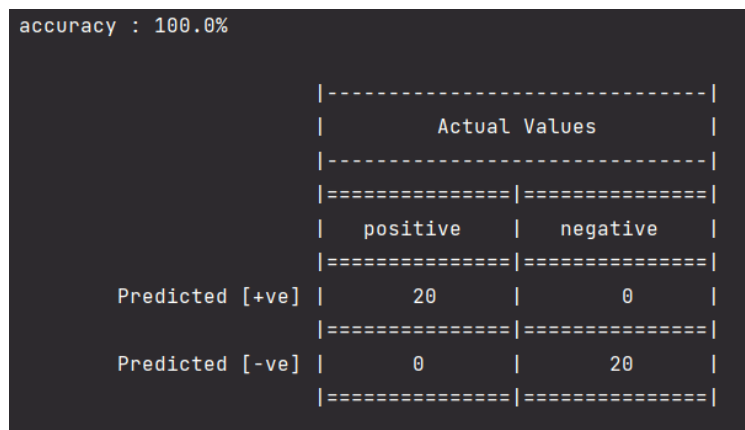 accuracy : 100.0%
|-------------------------------|
| Actual Values |
|-------------------------------|
|===============|===============|
| positive | negative |
|===============|===============|
Predicted [+ve] | 20 | 0 |
|===============|===============|
Predicted [-ve] | 0 | 20 |
|===============|===============|